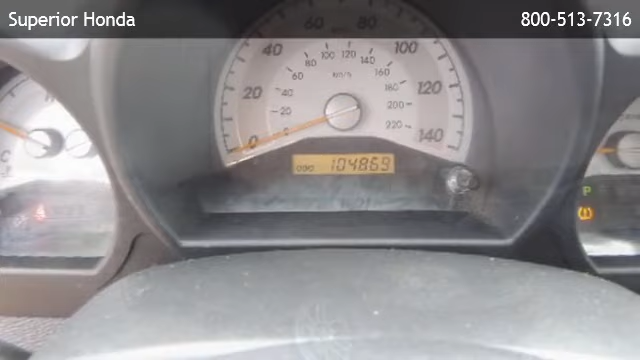 Superior Honda 800-513-7316
60 80
40 100
20 120
0 140
80 100 120 140
60 km/h 160
40 180
20 200
0 220
ODO 104869
C
P